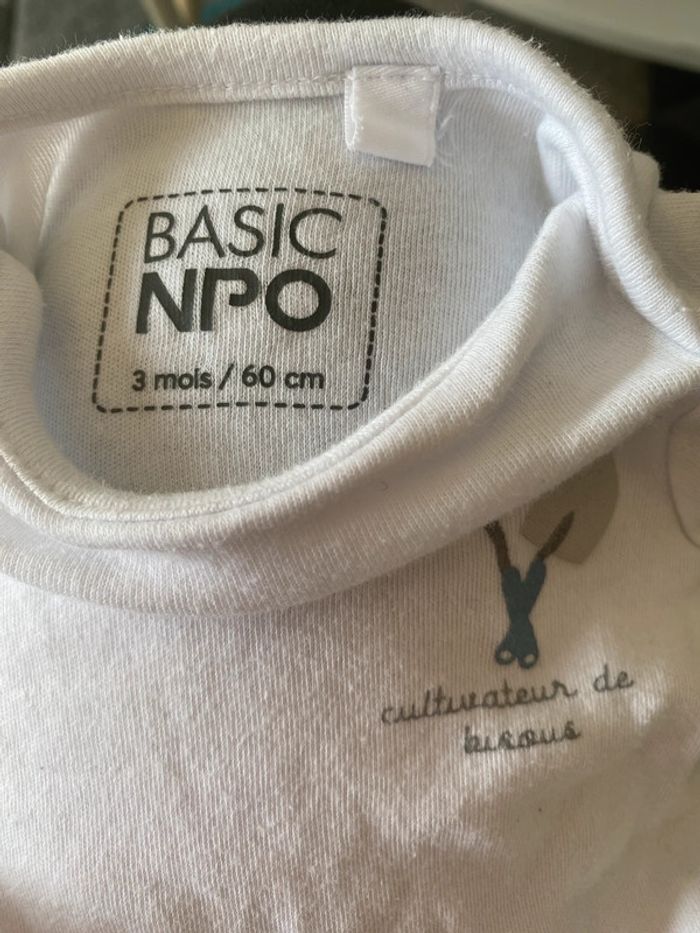 BASIC
NPO
3 mois / 60 cm
cultivateur de
bisous